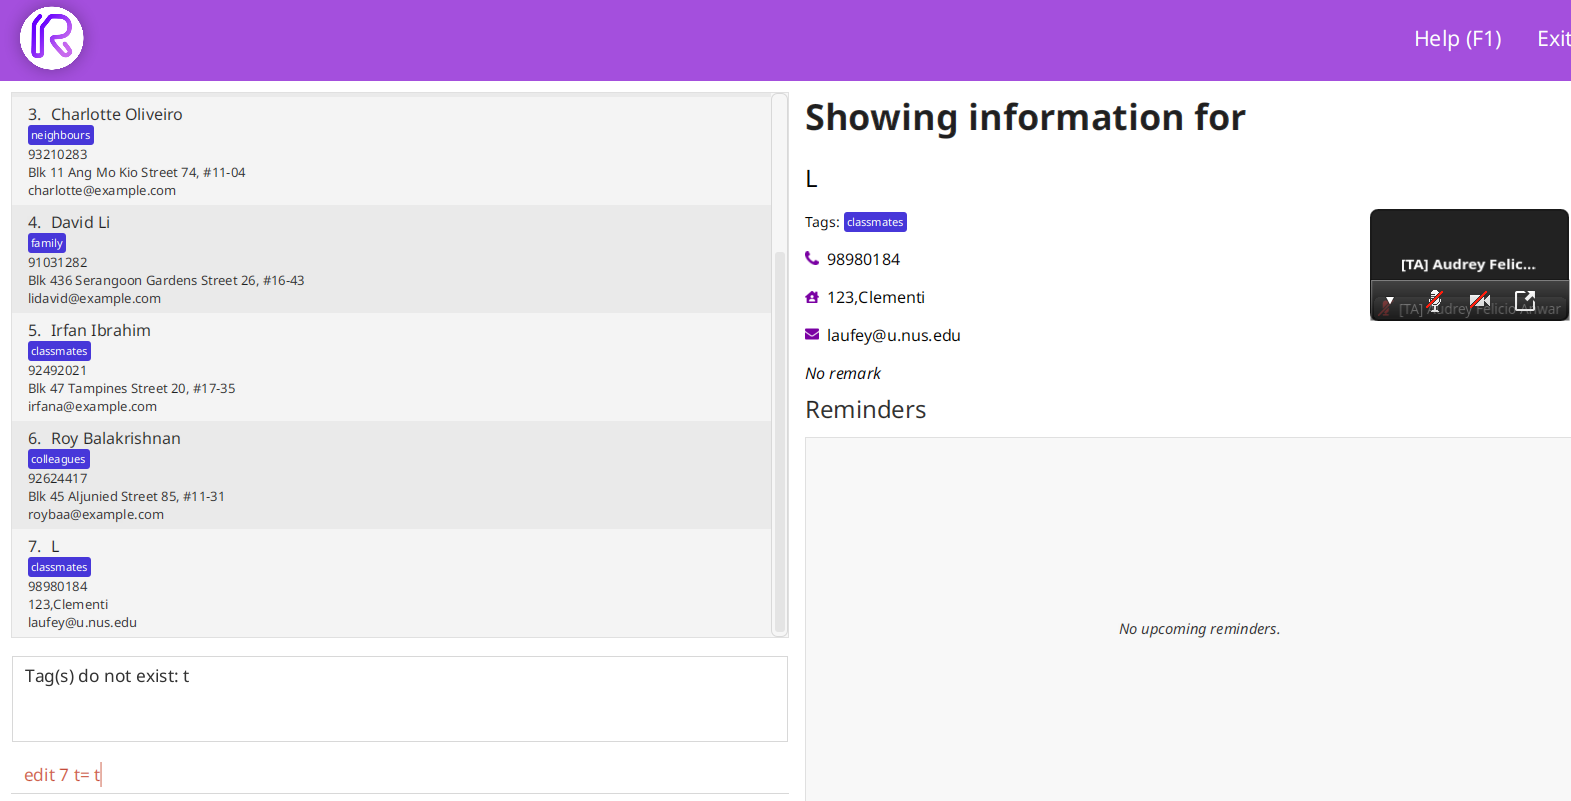 Help (F1) Exit
3. Charlotte Oliveiro
neighbours
93210283
Blk 11 Ang Mo Kio Street 74, #11-04
charlotte@example.com
4. David Li
family
91031282
Blk 436 Serangoon Gardens Street 26, #16-43
lidavid@example.com
5. Irfan Ibrahim
classmates
92492021
Blk 47 Tampines Street 20, #17-35
irfana@example.com
6. Roy Balakrishnan
colleagues
92624417
Blk 45 Aljunied Street 85, #11-31
roybaa@example.com
7. L
classmates
98980184
123,Clementi
laufey@u.nus.edu
Tag(s) do not exist: t
edit 7 t= t
Showing information for
L
Tags: classmates
98980184
123,Clementi
laufey@u.nus.edu
No remark
Reminders
No upcoming reminders.
[TA] Audrey Felic...
[TA] Audrey Felicio Anwar